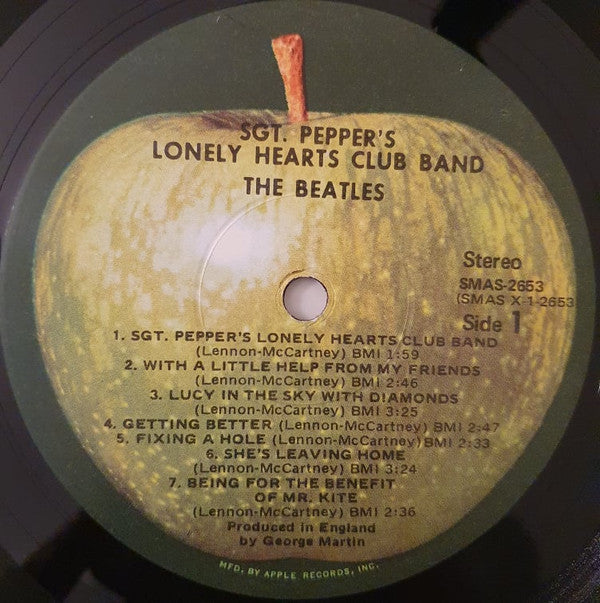 SGT. PEPPER'S
LONELY HEARTS CLUB BAND
THE BEATLES
Stereo
SMAS-2653
(SMAS X-1-2653
Side 1
1. SGT. PEPPER'S LONELY HEARTS CLUB BAND
(Lennon-McCartney) BMI 1:59
2. WITH A LITTLE HELP FROM MY FRIENDS
(Lennon-McCartney) BMI 2:46
3. LUCY IN THE SKY WITH DIAMONDS
(Lennon-McCartney) BMI 3:25
4. GETTING BETTER (Lennon-McCartney) BMI 2:47
5. FIXING A HOLE (Lennon-McCartney) BMI 2:33
6. SHE'S LEAVING HOME
(Lennon-McCartney) BMI 3:24
7. BEING FOR THE BENEFIT
OF MR. KITE
(Lennon-McCartney) BMI 2:36
Produced in England
by George Martin
MFD. BY APPLE RECORDS, INC.